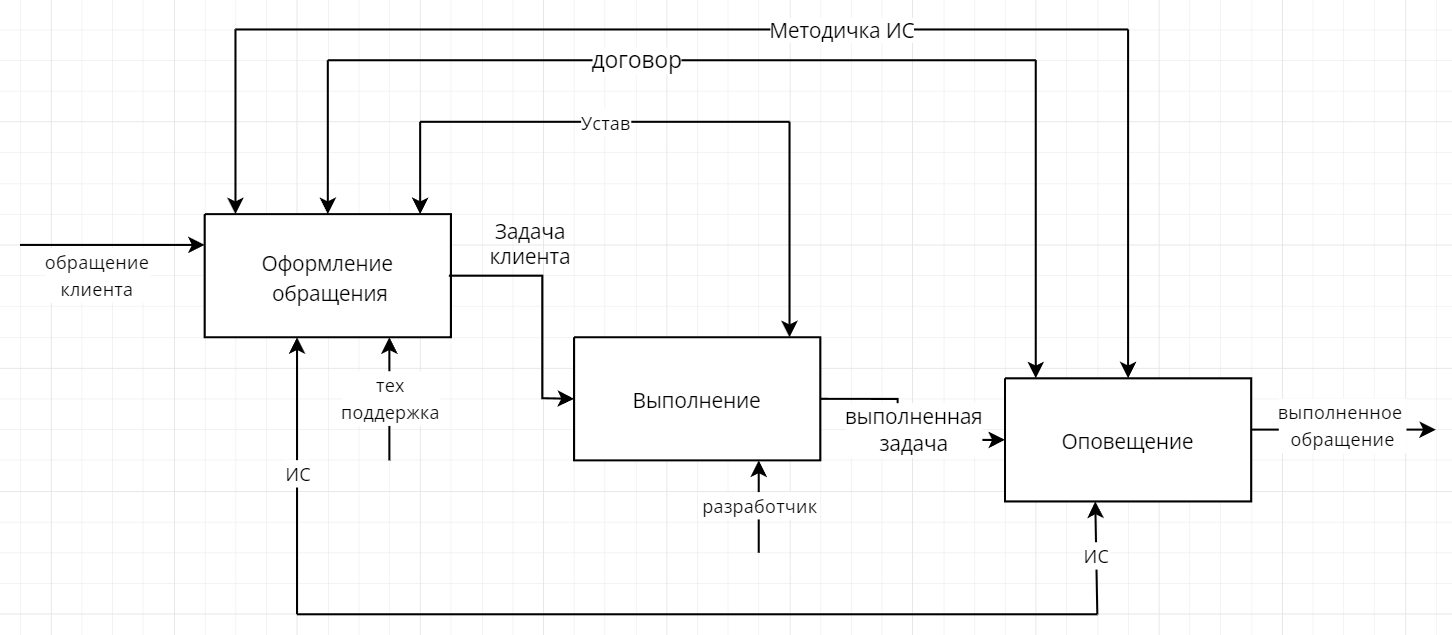 Методичка ИС
договор
Устав
обращение
клиента
Оформление
обращения
Задача
клиента
тех
поддержка
ИС
Выполнение
разработчик
выполненная
задача
Оповещение
ИС
выполненное
обращение